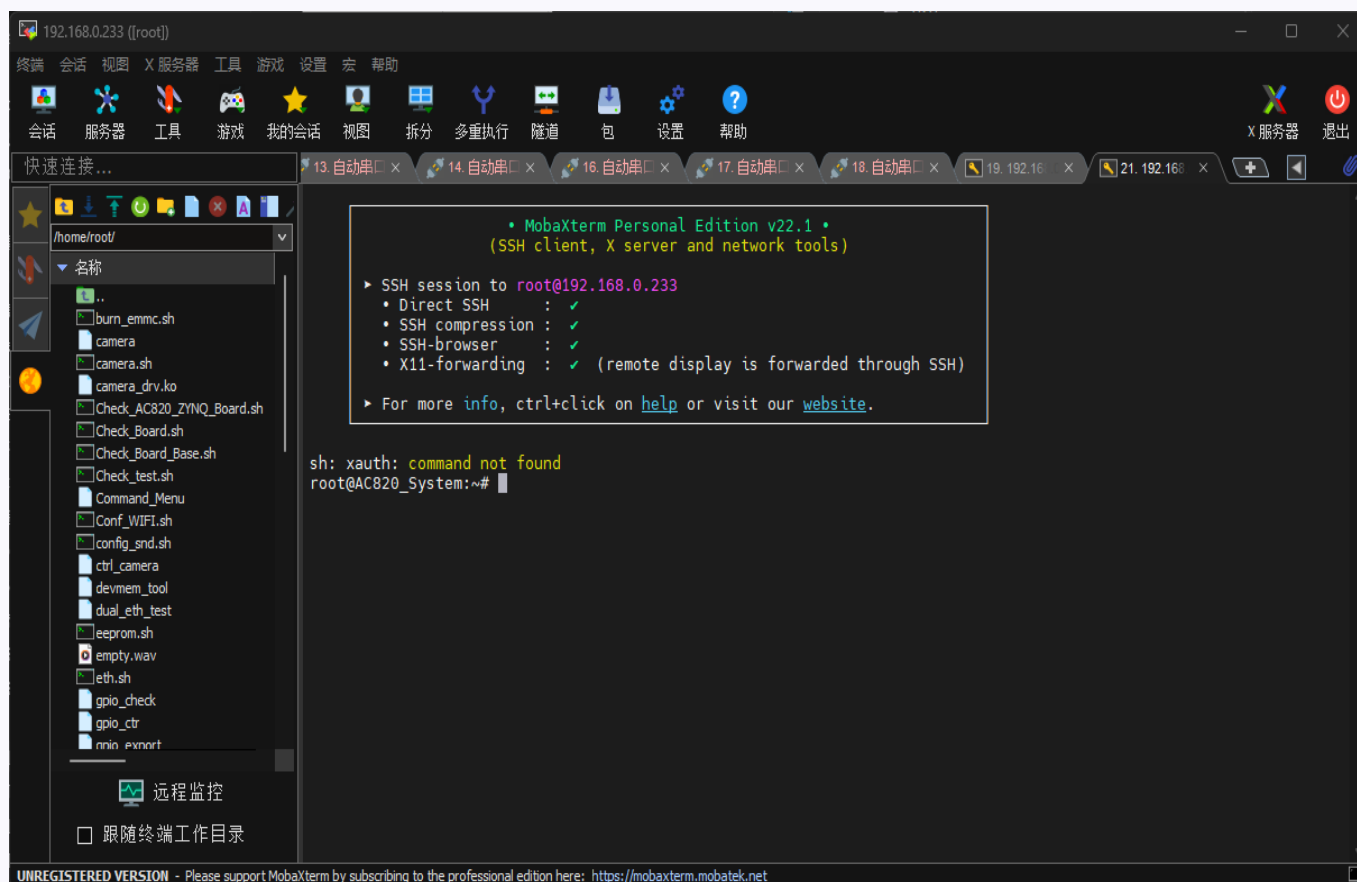 192.168.0.233 ([root])
终端 会话 视图 X 服务器 工具 游戏 设置 宏 帮助
会话 服务器 工具 游戏 我的会话 视图 拆分 多重执行 隧道 包 设置 帮助 X 服务器 退出
快速连接... 13. 自动串口 14. 自动串口 16. 自动串口 17. 自动串口 18. 自动串口 19. 192.168 21. 192.168
/home/root/
名称
..
burn_emmc.sh
camera
camera.sh
camera_drv.ko
Check_AC820_ZYNQ_Board.sh
Check_Board.sh
Check_Board_Base.sh
Check_test.sh
Command_Menu
Conf_WIFI.sh
config_snd.sh
ctrl_camera
devmem_tool
dual_eth_test
eeprom.sh
empty.wav
eth.sh
gpio_check
gpio_ctr
gpio_export
远程监控
跟随终端工作目录
• MobaXterm Personal Edition v22.1 •
(SSH client, X server and network tools)
► SSH session to root@192.168.0.233
• Direct SSH : ✔
• SSH compression : ✔
• SSH-browser : ✔
• X11-forwarding : ✔ (remote display is forwarded through SSH)
► For more info, ctrl+click on help or visit our website.
sh: xauth: command not found
root@AC820_System:~#
UNREGISTERED VERSION - Please support MobaXterm by subscribing to the professional edition here: https://mobaxterm.mobatek.net